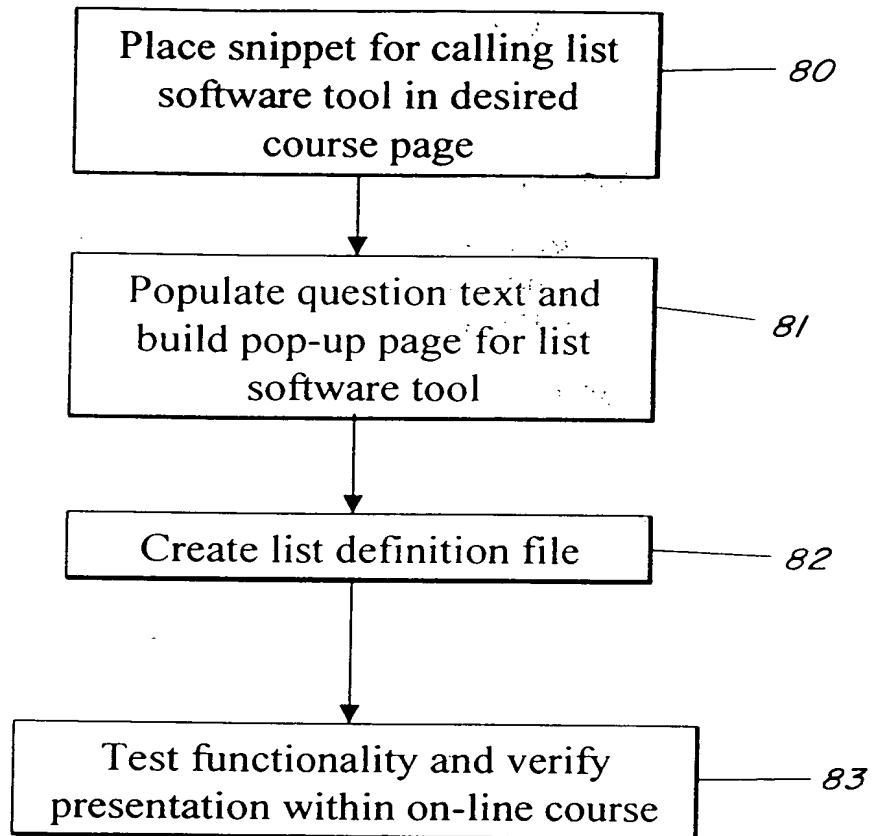 Place snippet for calling list
software tool in desired
course page
80
Populate question text and
build pop-up page for list
software tool
81
Create list definition file
82
Test functionality and verify
presentation within on-line course
83